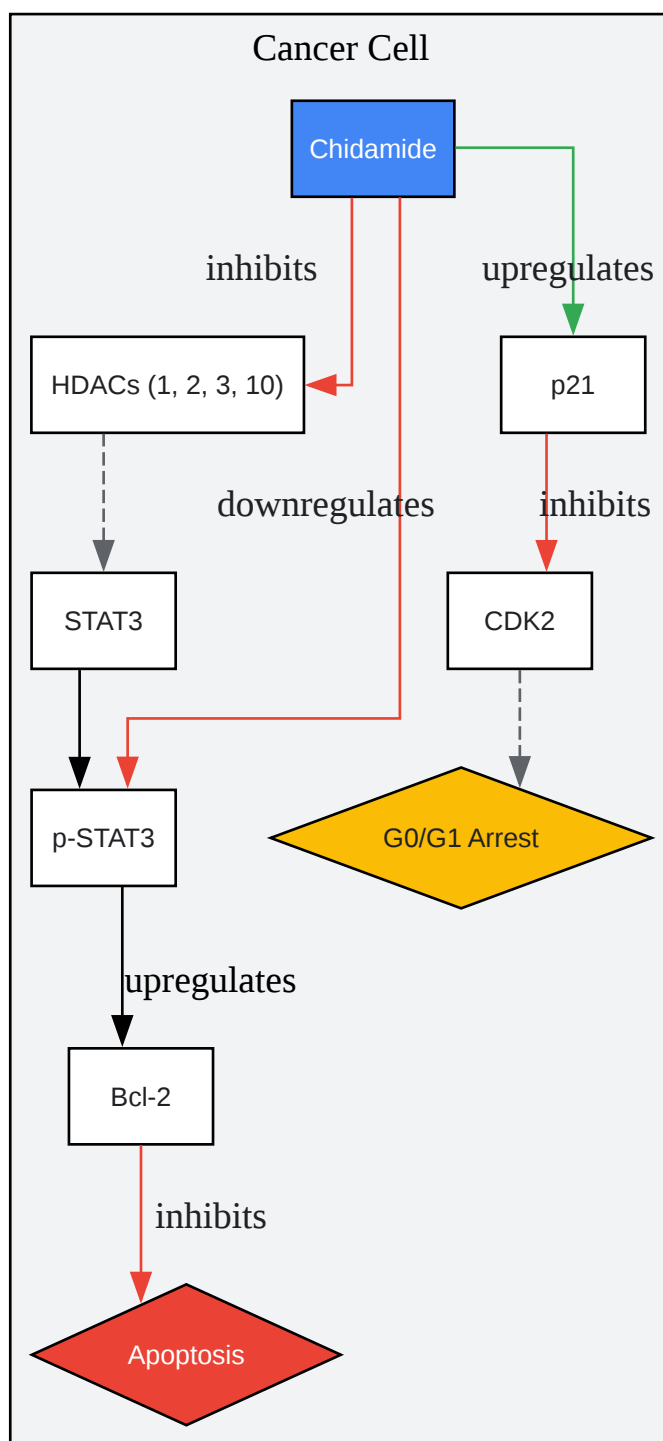 Cancer Cell
Chidamide
inhibits
upregulates
HDACs (1, 2, 3, 10)
p21
downregulates
inhibits
STAT3
CDK2
p-STAT3
G0/G1 Arrest
upregulates
Bcl-2
inhibits
Apoptosis